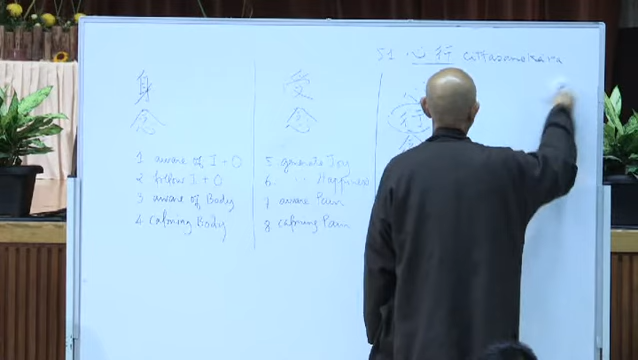 51 心行 cittasamskara
身
念
1 aware of I + O
2 follow I + O
3 aware of Body
4 calming Body
受
念
5 generate Joy
6 " " Happiness
7 aware Pain
8 calming Pain
行